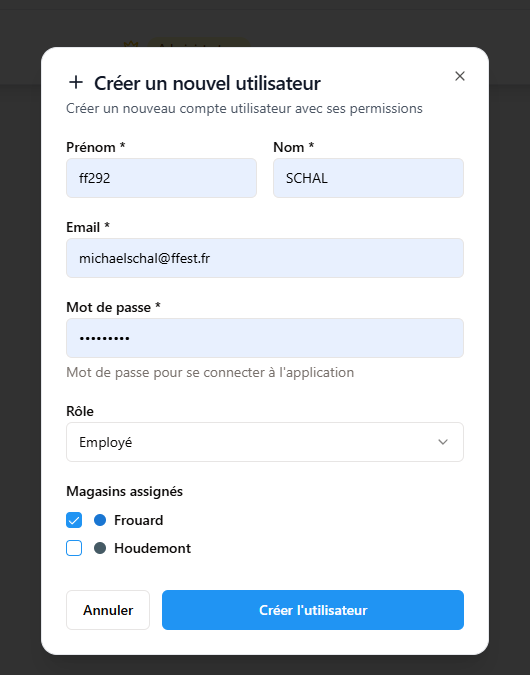 Créer un nouvel utilisateur
Créer un nouveau compte utilisateur avec ses permissions
Prénom * Nom *
ff292 SCHAL
Email *
michaelschal@ffest.fr
Mot de passe *
•••••••••
Mot de passe pour se connecter à l'application
Rôle
Employé
Magasins assignés
Frouard
Houdemont
Annuler Créer l'utilisateur